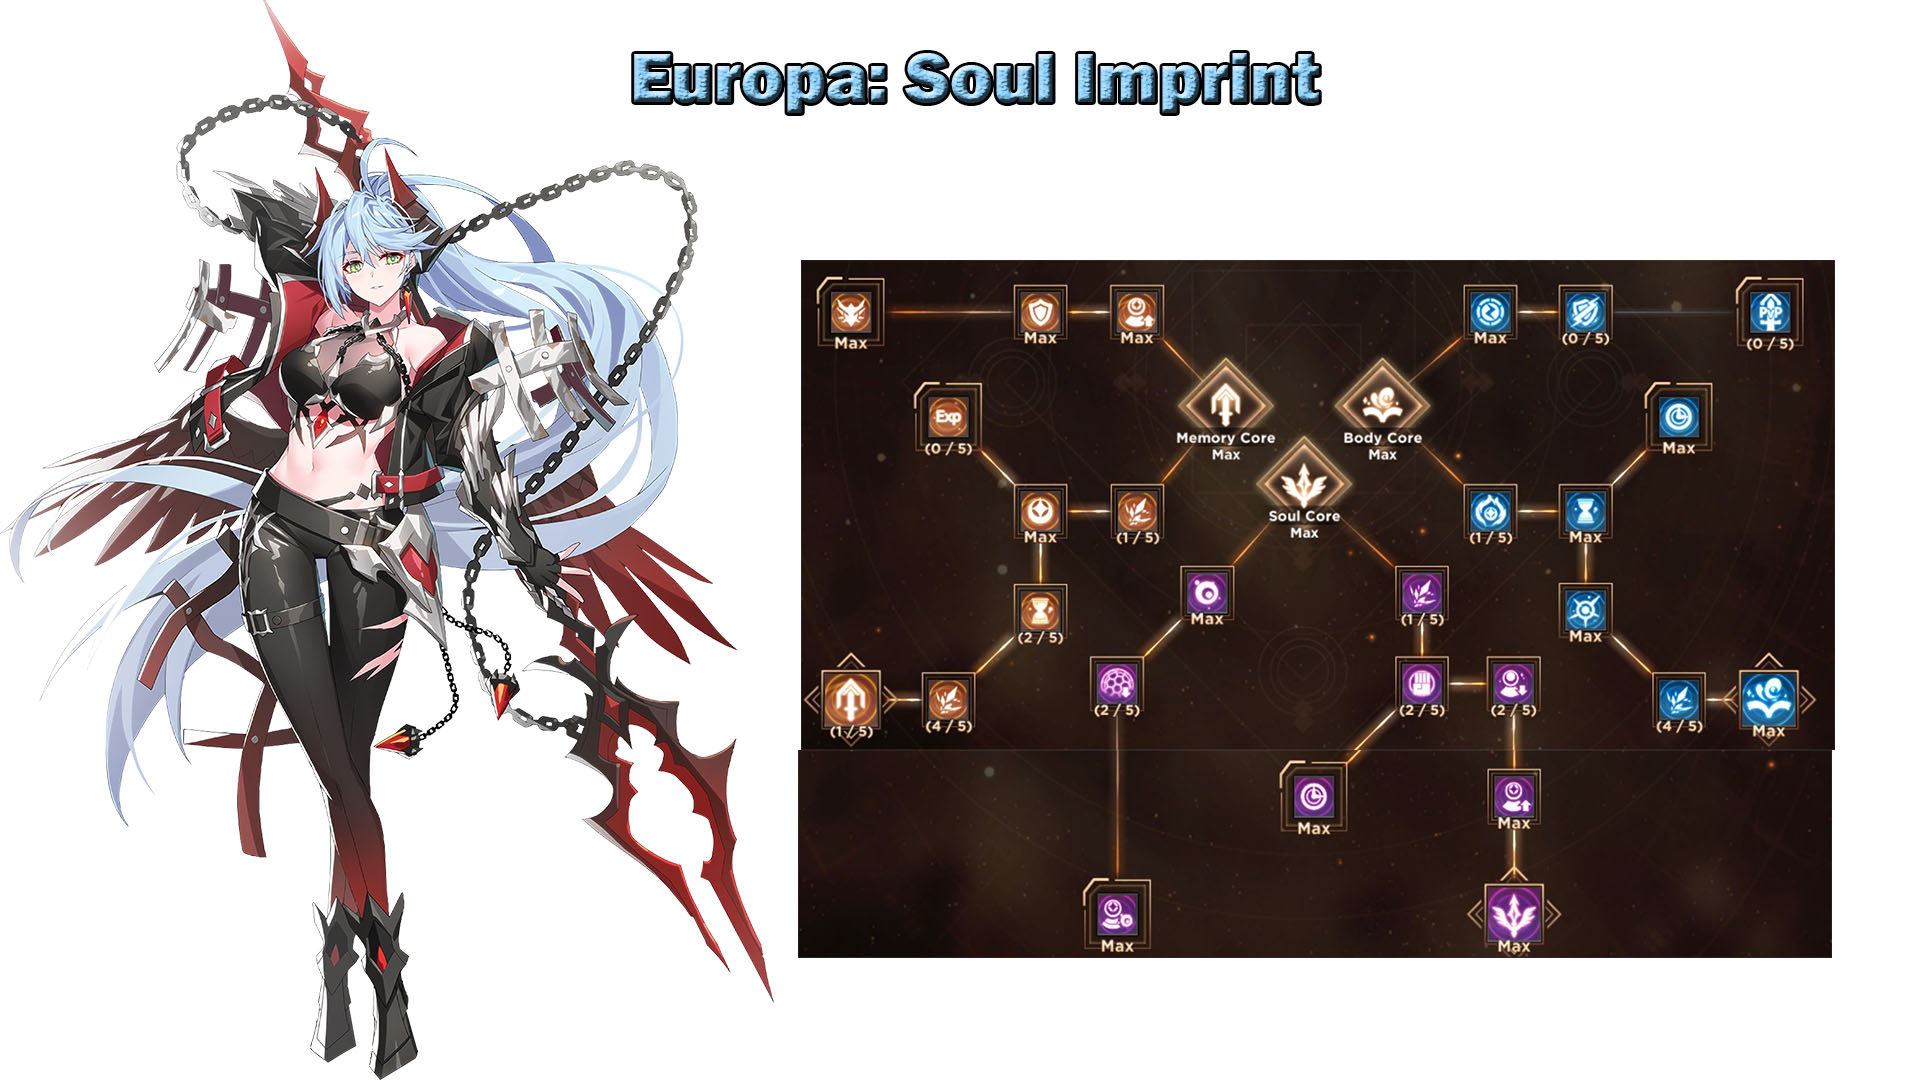 Europa: Soul Imprint
Max
Max
Max
Max
(0 / 5)
PVP
(0 / 5)
Exp
(0 / 5)
Memory Core
Max
Body Core
Max
Max
Soul Core
Max
Max
(1 / 5)
(1 / 5)
Max
(2 / 5)
Max
(1 / 5)
Max
(1 / 5)
(4 / 5)
(2 / 5)
(2 / 5)
(2 / 5)
(4 / 5)
Max
Max
Max
Max
Max